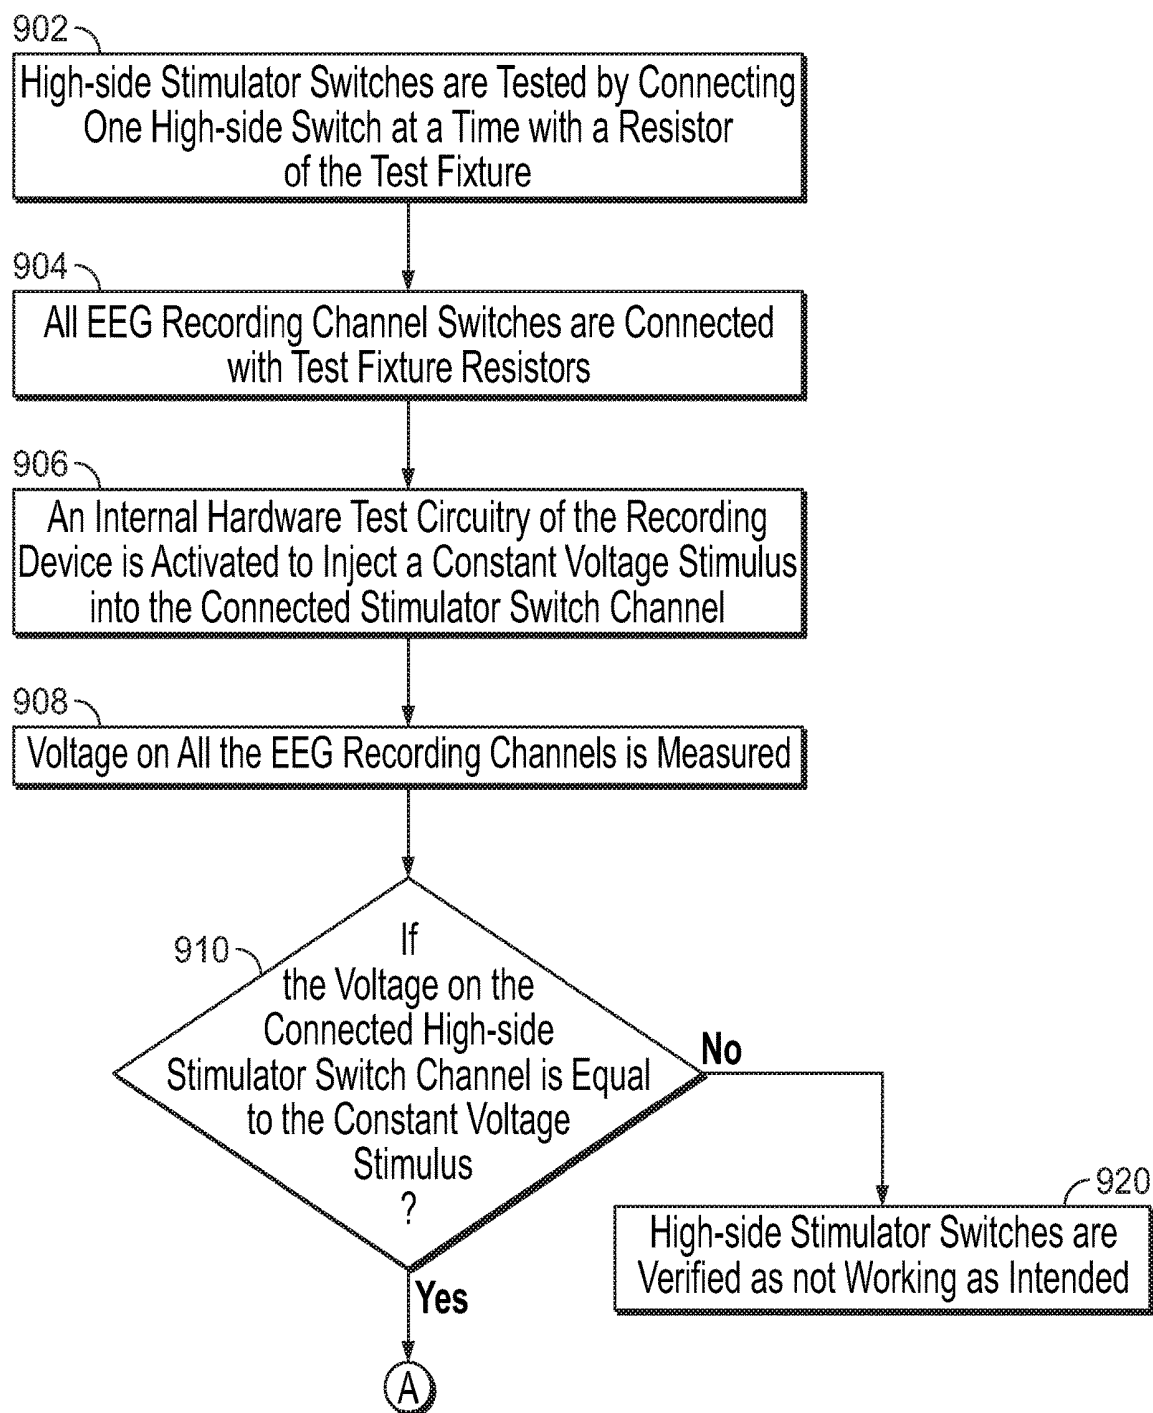 902
High-side Stimulator Switches are Tested by Connecting
One High-side Switch at a Time with a Resistor
of the Test Fixture
904
All EEG Recording Channel Switches are Connected
with Test Fixture Resistors
906
An Internal Hardware Test Circuitry of the Recording
Device is Activated to Inject a Constant Voltage Stimulus
into the Connected Stimulator Switch Channel
908
Voltage on All the EEG Recording Channels is Measured
910
If
the Voltage on the
Connected High-side
Stimulator Switch Channel is Equal
to the Constant Voltage
Stimulus
?
No
920
High-side Stimulator Switches are
Verified as not Working as Intended
Yes
A